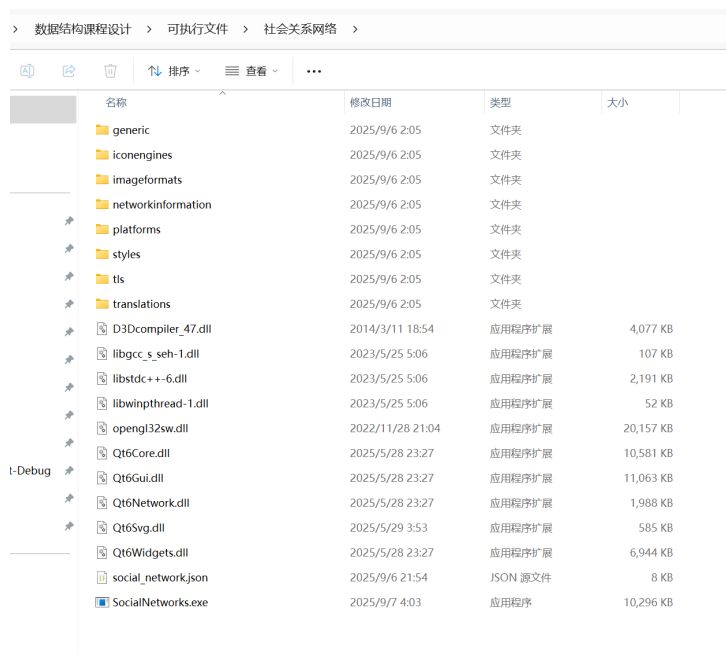 > 数据结构课程设计 > 可执行文件 > 社会关系网络 >
排序 查看 •••
名称 修改日期 类型 大小
generic 2025/9/6 2:05 文件夹
iconengines 2025/9/6 2:05 文件夹
imageformats 2025/9/6 2:05 文件夹
networkinformation 2025/9/6 2:05 文件夹
platforms 2025/9/6 2:05 文件夹
styles 2025/9/6 2:05 文件夹
tls 2025/9/6 2:05 文件夹
translations 2025/9/6 2:05 文件夹
D3Dcompiler_47.dll 2014/3/11 18:54 应用程序扩展 4,077 KB
libgcc_s_seh-1.dll 2023/5/25 5:06 应用程序扩展 107 KB
libstdc++-6.dll 2023/5/25 5:06 应用程序扩展 2,191 KB
libwinpthread-1.dll 2023/5/25 5:06 应用程序扩展 52 KB
opengl32sw.dll 2022/11/28 21:04 应用程序扩展 20,157 KB
Qt6Core.dll 2025/5/28 23:27 应用程序扩展 10,581 KB
t-Debug
Qt6Gui.dll 2025/5/28 23:27 应用程序扩展 11,063 KB
Qt6Network.dll 2025/5/28 23:27 应用程序扩展 1,988 KB
Qt6Svg.dll 2025/5/29 3:53 应用程序扩展 585 KB
Qt6Widgets.dll 2025/5/28 23:27 应用程序扩展 6,944 KB
social_network.json 2025/9/6 21:54 JSON 源文件 8 KB
SocialNetworks.exe 2025/9/7 4:03 应用程序 10,296 KB